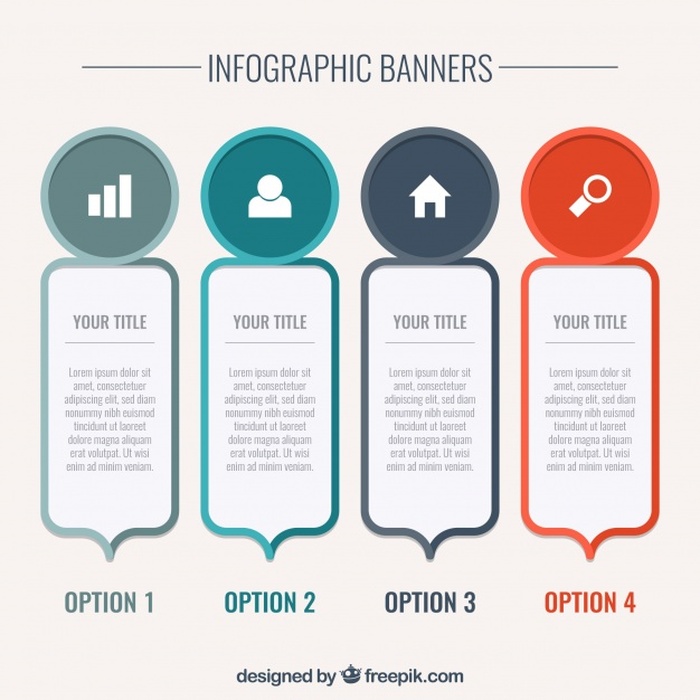 INFOGRAPHIC BANNERS
YOUR TITLE
Lorem ipsum dolor sit
amet, consectetuer
adipiscing elit, sed diam
nonummy nibh euismod
tincidunt ut laoreet
dolore magna aliquam
erat volutpat. Ut wisi
enim ad minim veniam.
OPTION 1
YOUR TITLE
Lorem ipsum dolor sit
amet, consectetuer
adipiscing elit, sed diam
nonummy nibh euismod
tincidunt ut laoreet
dolore magna aliquam
erat volutpat. Ut wisi
enim ad minim veniam.
OPTION 2
YOUR TITLE
Lorem ipsum dolor sit
amet, consectetuer
adipiscing elit, sed diam
nonummy nibh euismod
tincidunt ut laoreet
dolore magna aliquam
erat volutpat. Ut wisi
enim ad minim veniam.
OPTION 3
YOUR TITLE
Lorem ipsum dolor sit
amet, consectetuer
adipiscing elit, sed diam
nonummy nibh euismod
tincidunt ut laoreet
dolore magna aliquam
erat volutpat. Ut wisi
enim ad minim veniam.
OPTION 4
designed by freepik.com